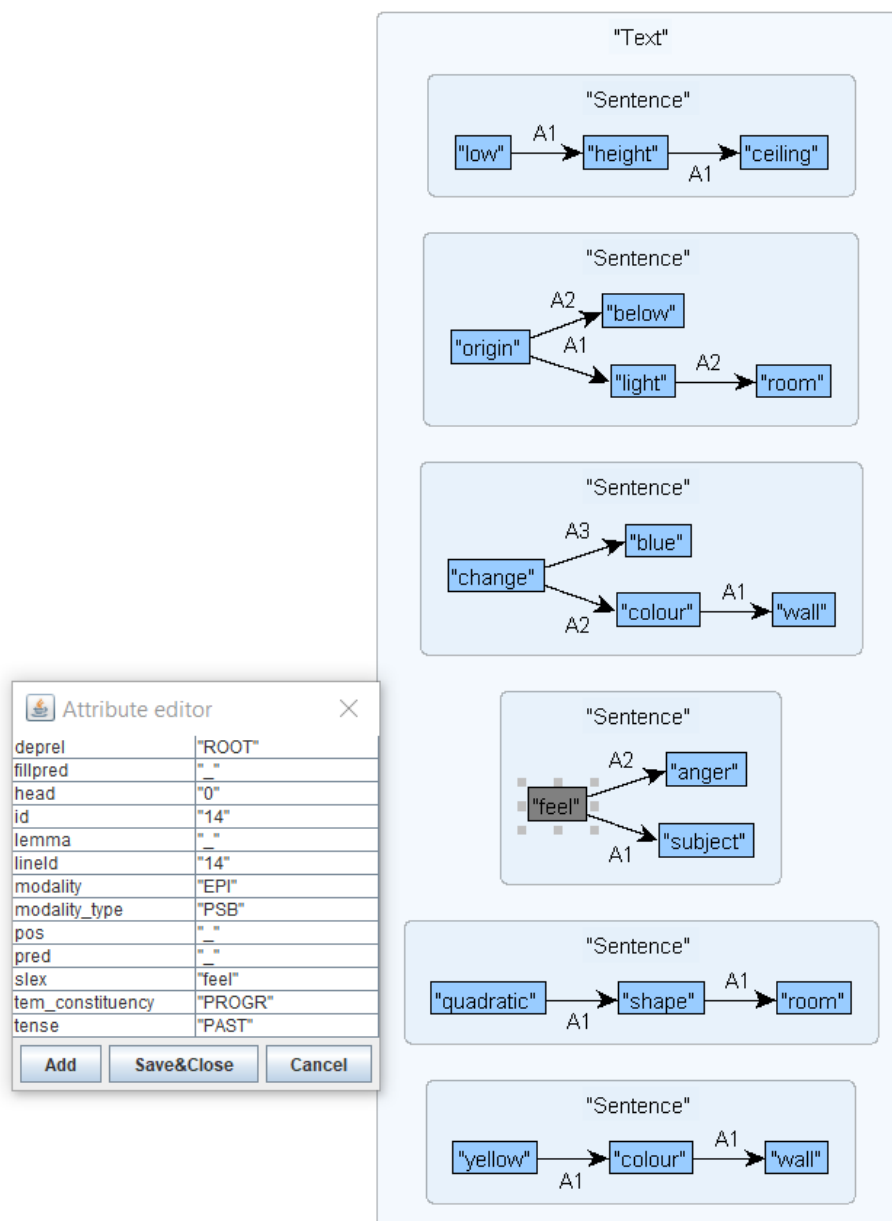 "Text"
"Sentence"
"low" A1 "height" A1 "ceiling"
"Sentence"
A2 "below"
"origin" A1
"light" A2 "room"
"Sentence"
A3 "blue"
"change"
A2 "colour" A1 "wall"
"Sentence"
A2 "anger"
"feel"
A1 "subject"
"Sentence"
"quadratic" A1 "shape" A1 "room"
"Sentence"
"yellow" A1 "colour" A1 "wall"
Attribute editor
deprel "ROOT"
fillpred "_"
head "0"
id "14"
lemma "_"
lineId "14"
modality "EPI"
modality_type "PSB"
pos "_"
pred "_"
slex "feel"
tem_constituency "PROGR"
tense "PAST"
Add Save&Close Cancel